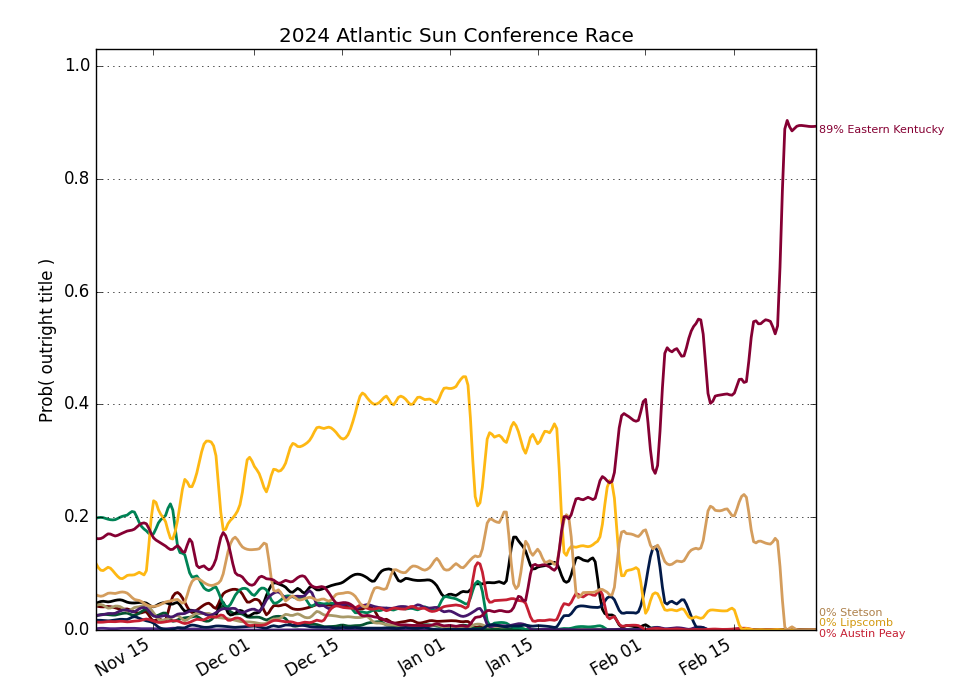 2024 Atlantic Sun Conference Race
Prob( outright title )
1.0
0.8
0.6
0.4
0.2
0.0
Nov 15
Dec 01
Dec 15
Jan 01
Jan 15
Feb 01
Feb 15
89% Eastern Kentucky
0% Stetson
0% Lipscomb
0% Austin Peay